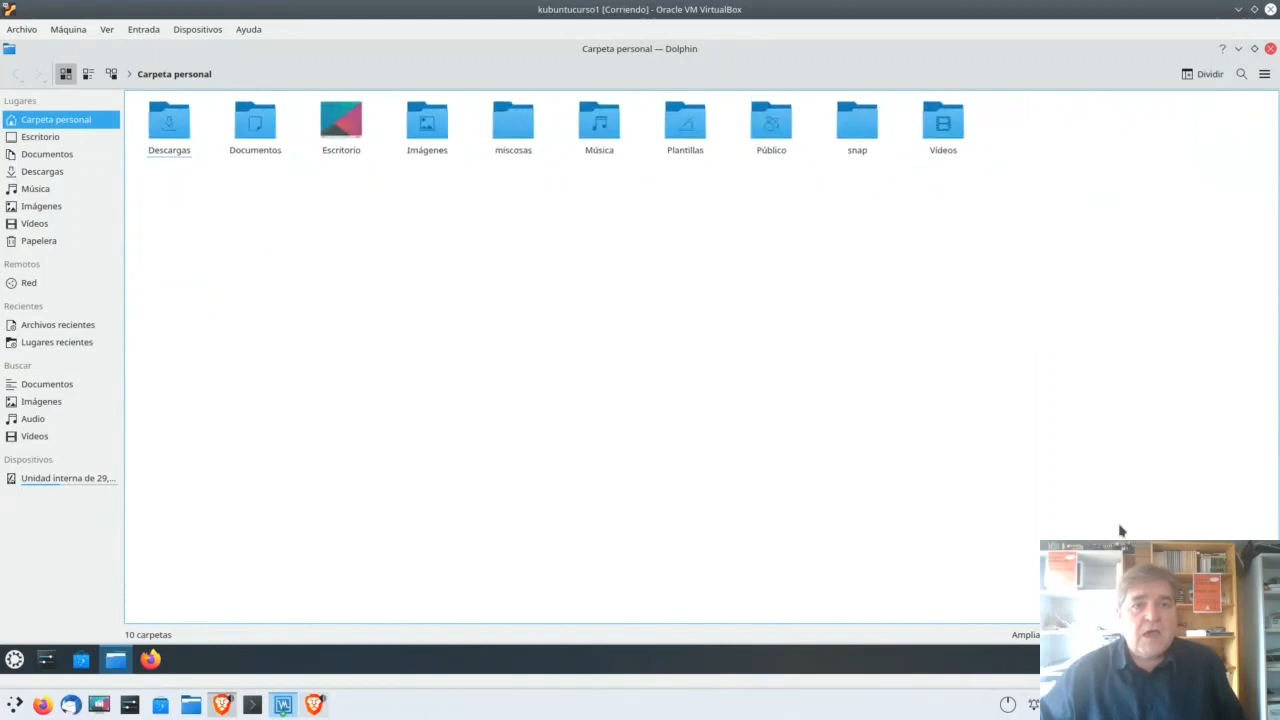 kubuntucurso1 [Corriendo] - Oracle VM VirtualBox
Archivo Máquina Ver Entrada Dispositivos Ayuda
Carpeta personal — Dolphin
Carpeta personal
Dividir
Lugares
Carpeta personal
Escritorio
Documentos
Descargas
Música
Imágenes
Vídeos
Papelera
Remotos
Red
Recientes
Archivos recientes
Lugares recientes
Buscar
Documentos
Imágenes
Audio
Vídeos
Dispositivos
Unidad interna de 29,...
Descargas Documentos Escritorio Imágenes miscosas Música Plantillas Público snap Vídeos
10 carpetas
Amplia